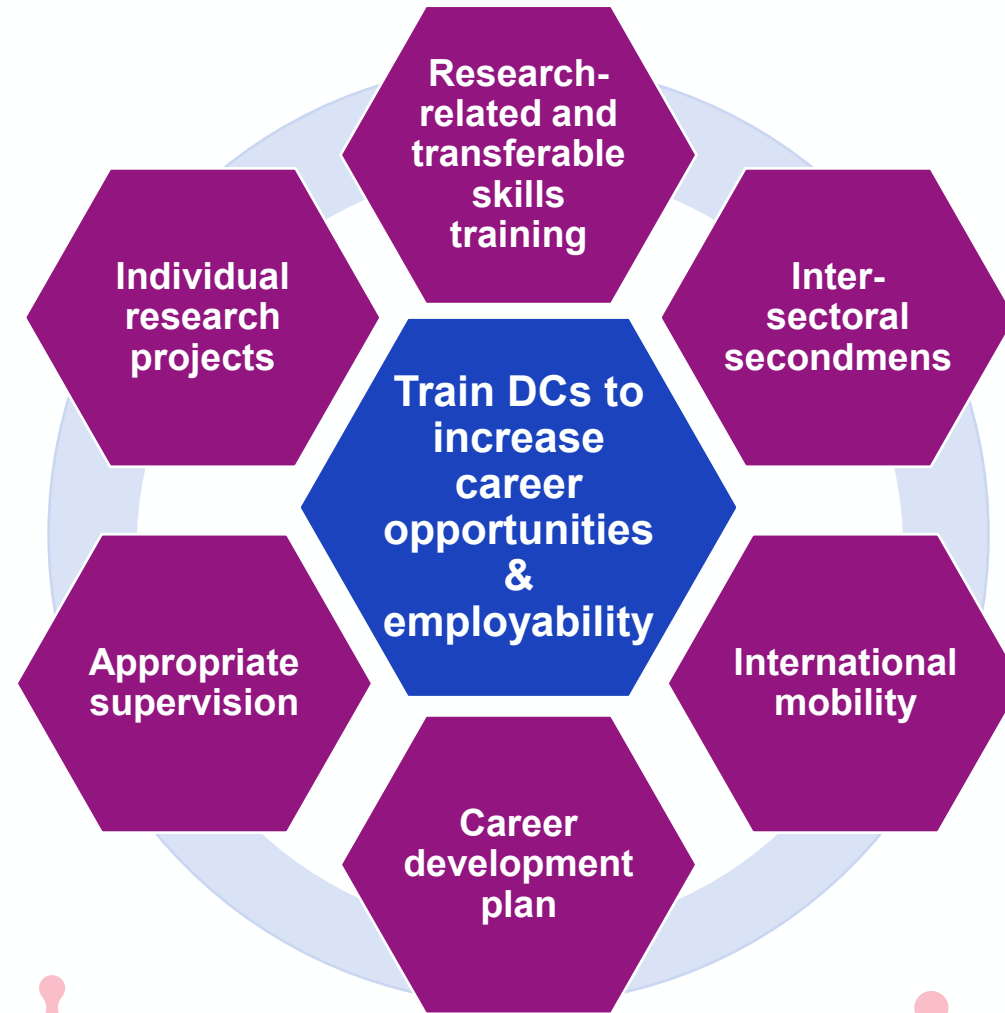 Research-
related and
transferable
skills
training
Inter-
sectoral
secondmens
International
mobility
Career
development
plan
Appropriate
supervision
Individual
research
projects
Train DCs to
increase
career
opportunities
&
employability